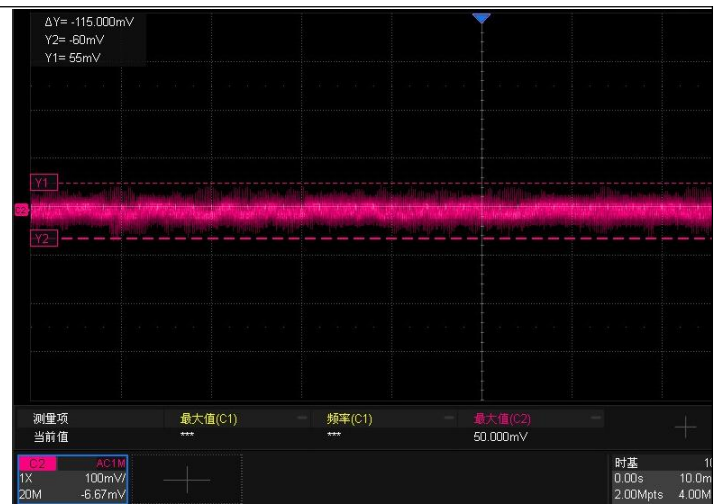 ΔY= -115.000mV
Y2= -60mV
Y1= 55mV
Y1
C2
Y2
测量项 最大值(C1) 频率(C1) 最大值(C2)
当前值 *** *** 50.000mV
C2 AC1M
1X 100mV/
20M -6.67mV
时基 10
0.00s 10.0m
2.00Mpts 4.00M